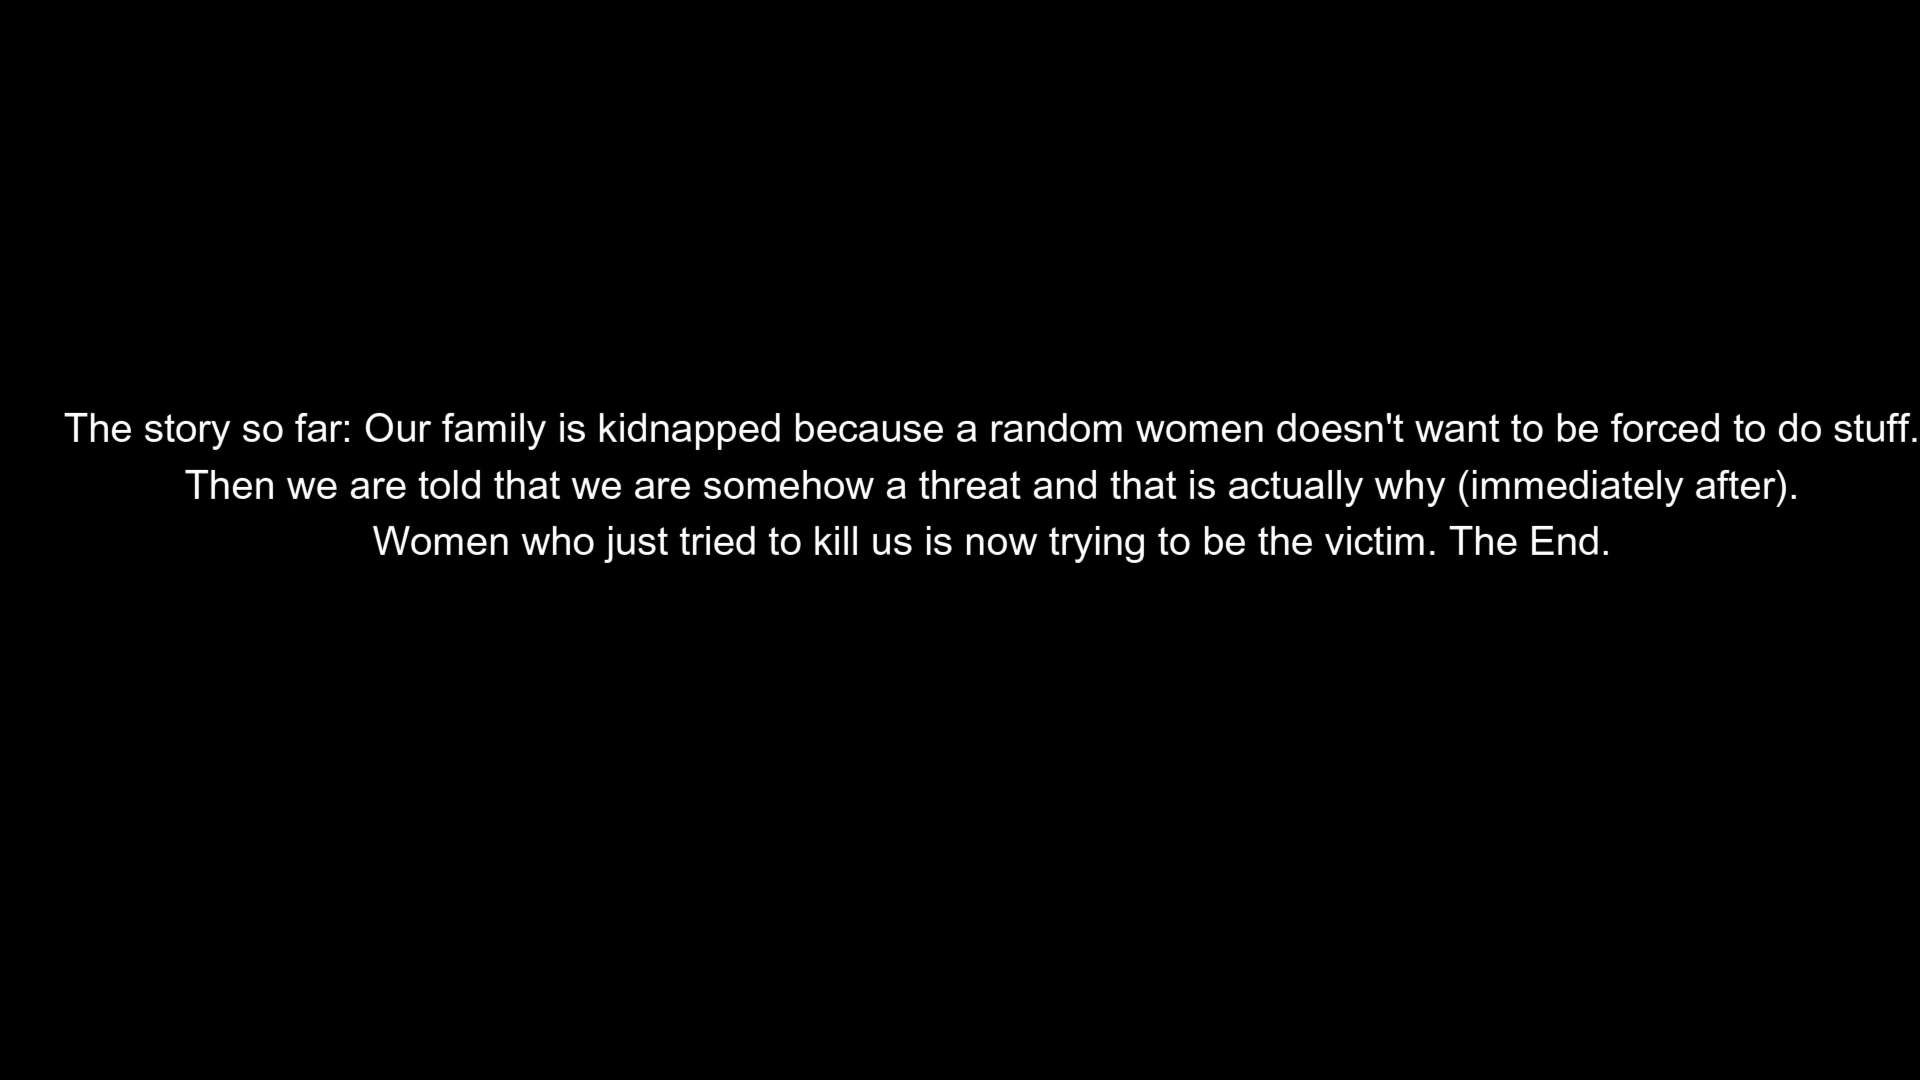 The story so far: Our family is kidnapped because a random women doesn't want to be forced to do stuff.
Then we are told that we are somehow a threat and that is actually why (immediately after).
Women who just tried to kill us is now trying to be the victim. The End.